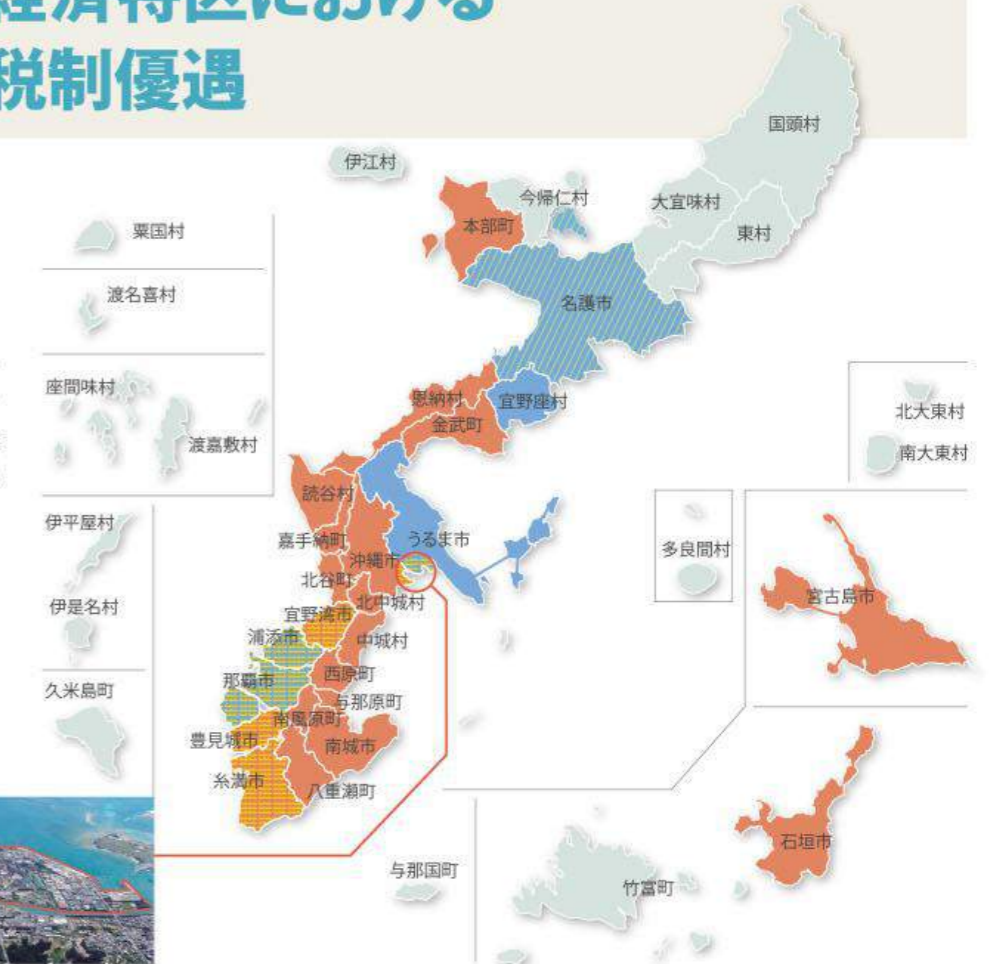 経済特区における
税制優遇
国頭村
伊江村
今帰仁村
大宜味村
本部町
東村
粟国村
渡名喜村
名護市
座間味村
恩納村
宜野座村
金武町
北大東村
渡嘉敷村
南大東村
読谷村
伊平屋村
嘉手納町
うるま市
多良間村
沖縄市
北谷町
宮古島市
伊是名村
北中城村
宜野湾市
浦添市
中城村
西原町
那覇市
久米島町
与那原町
南風原町
豊見城市
南城市
糸満市
八重瀬町
石垣市
与那国町
竹富町